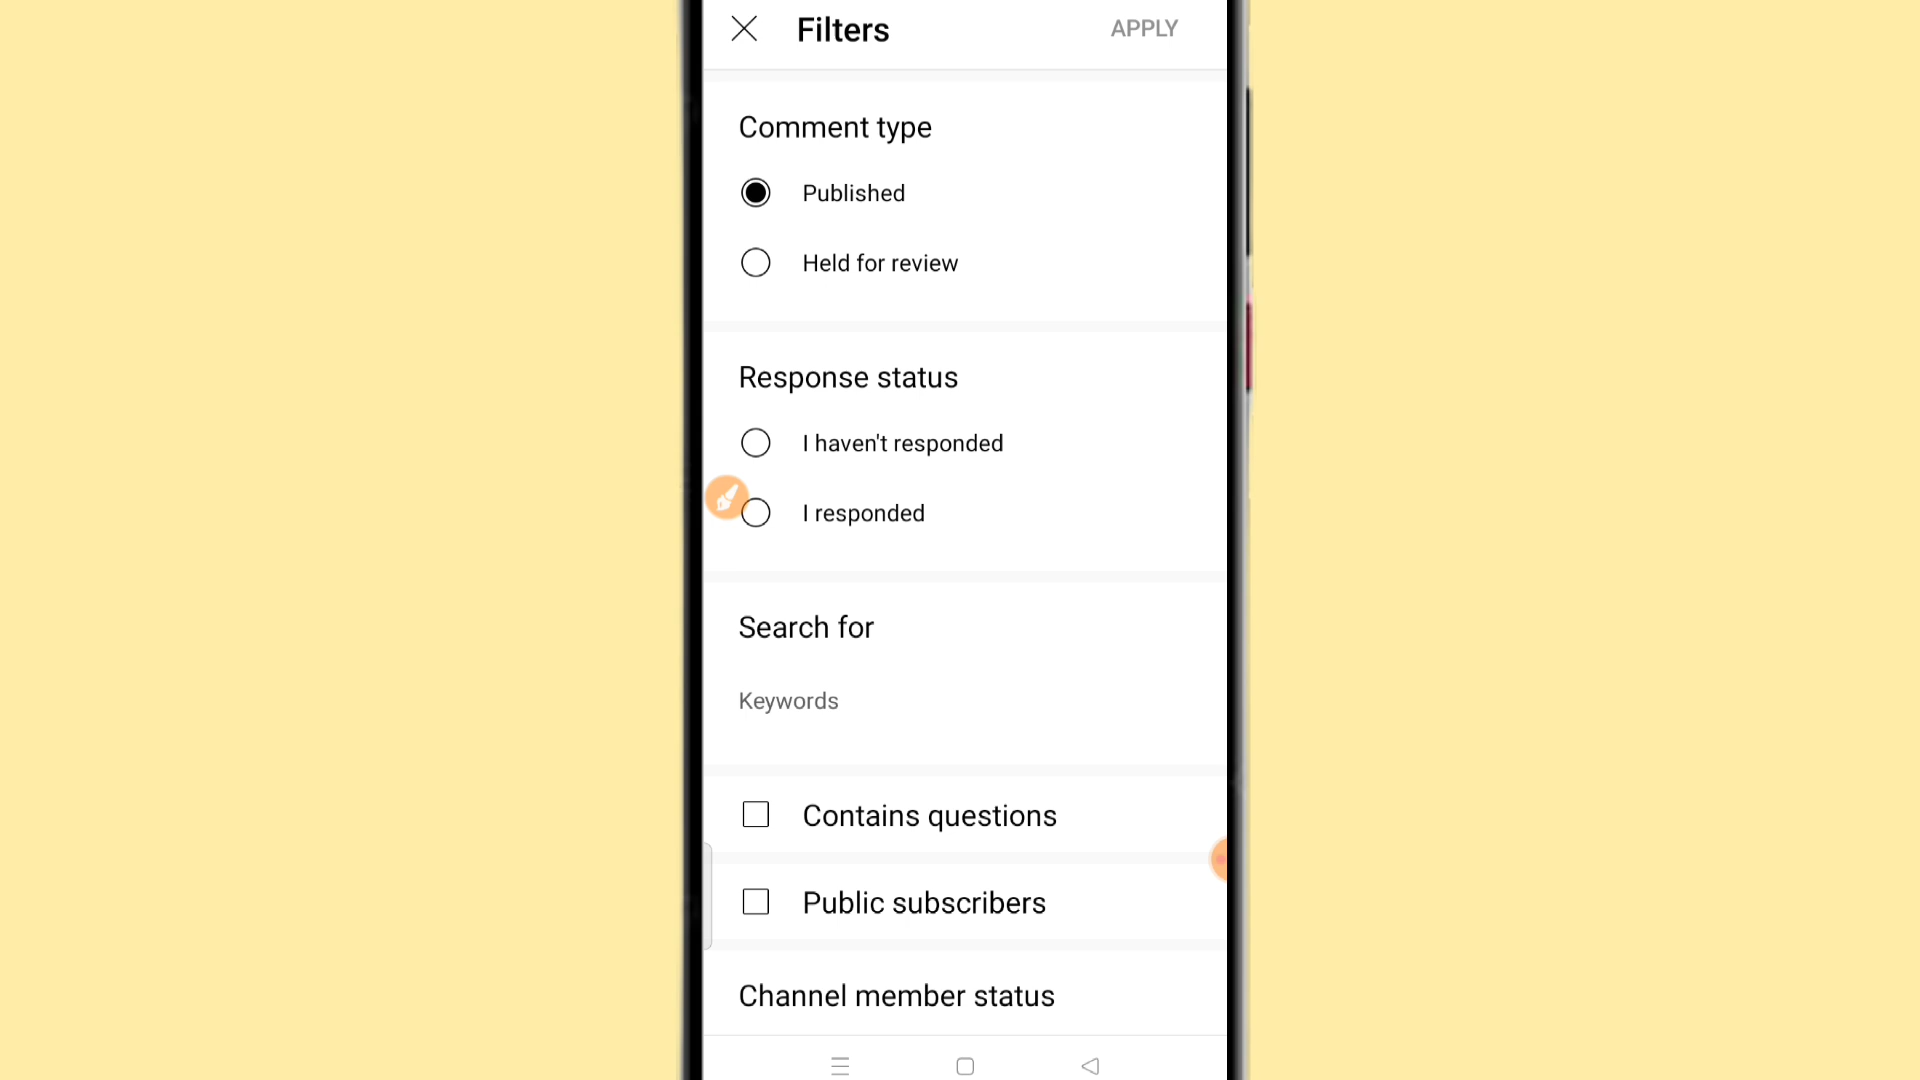 Filters
APPLY
Comment type
Published
Held for review
Response status
I haven't responded
I responded
Search for
Keywords
Contains questions
Public subscribers
Channel member status